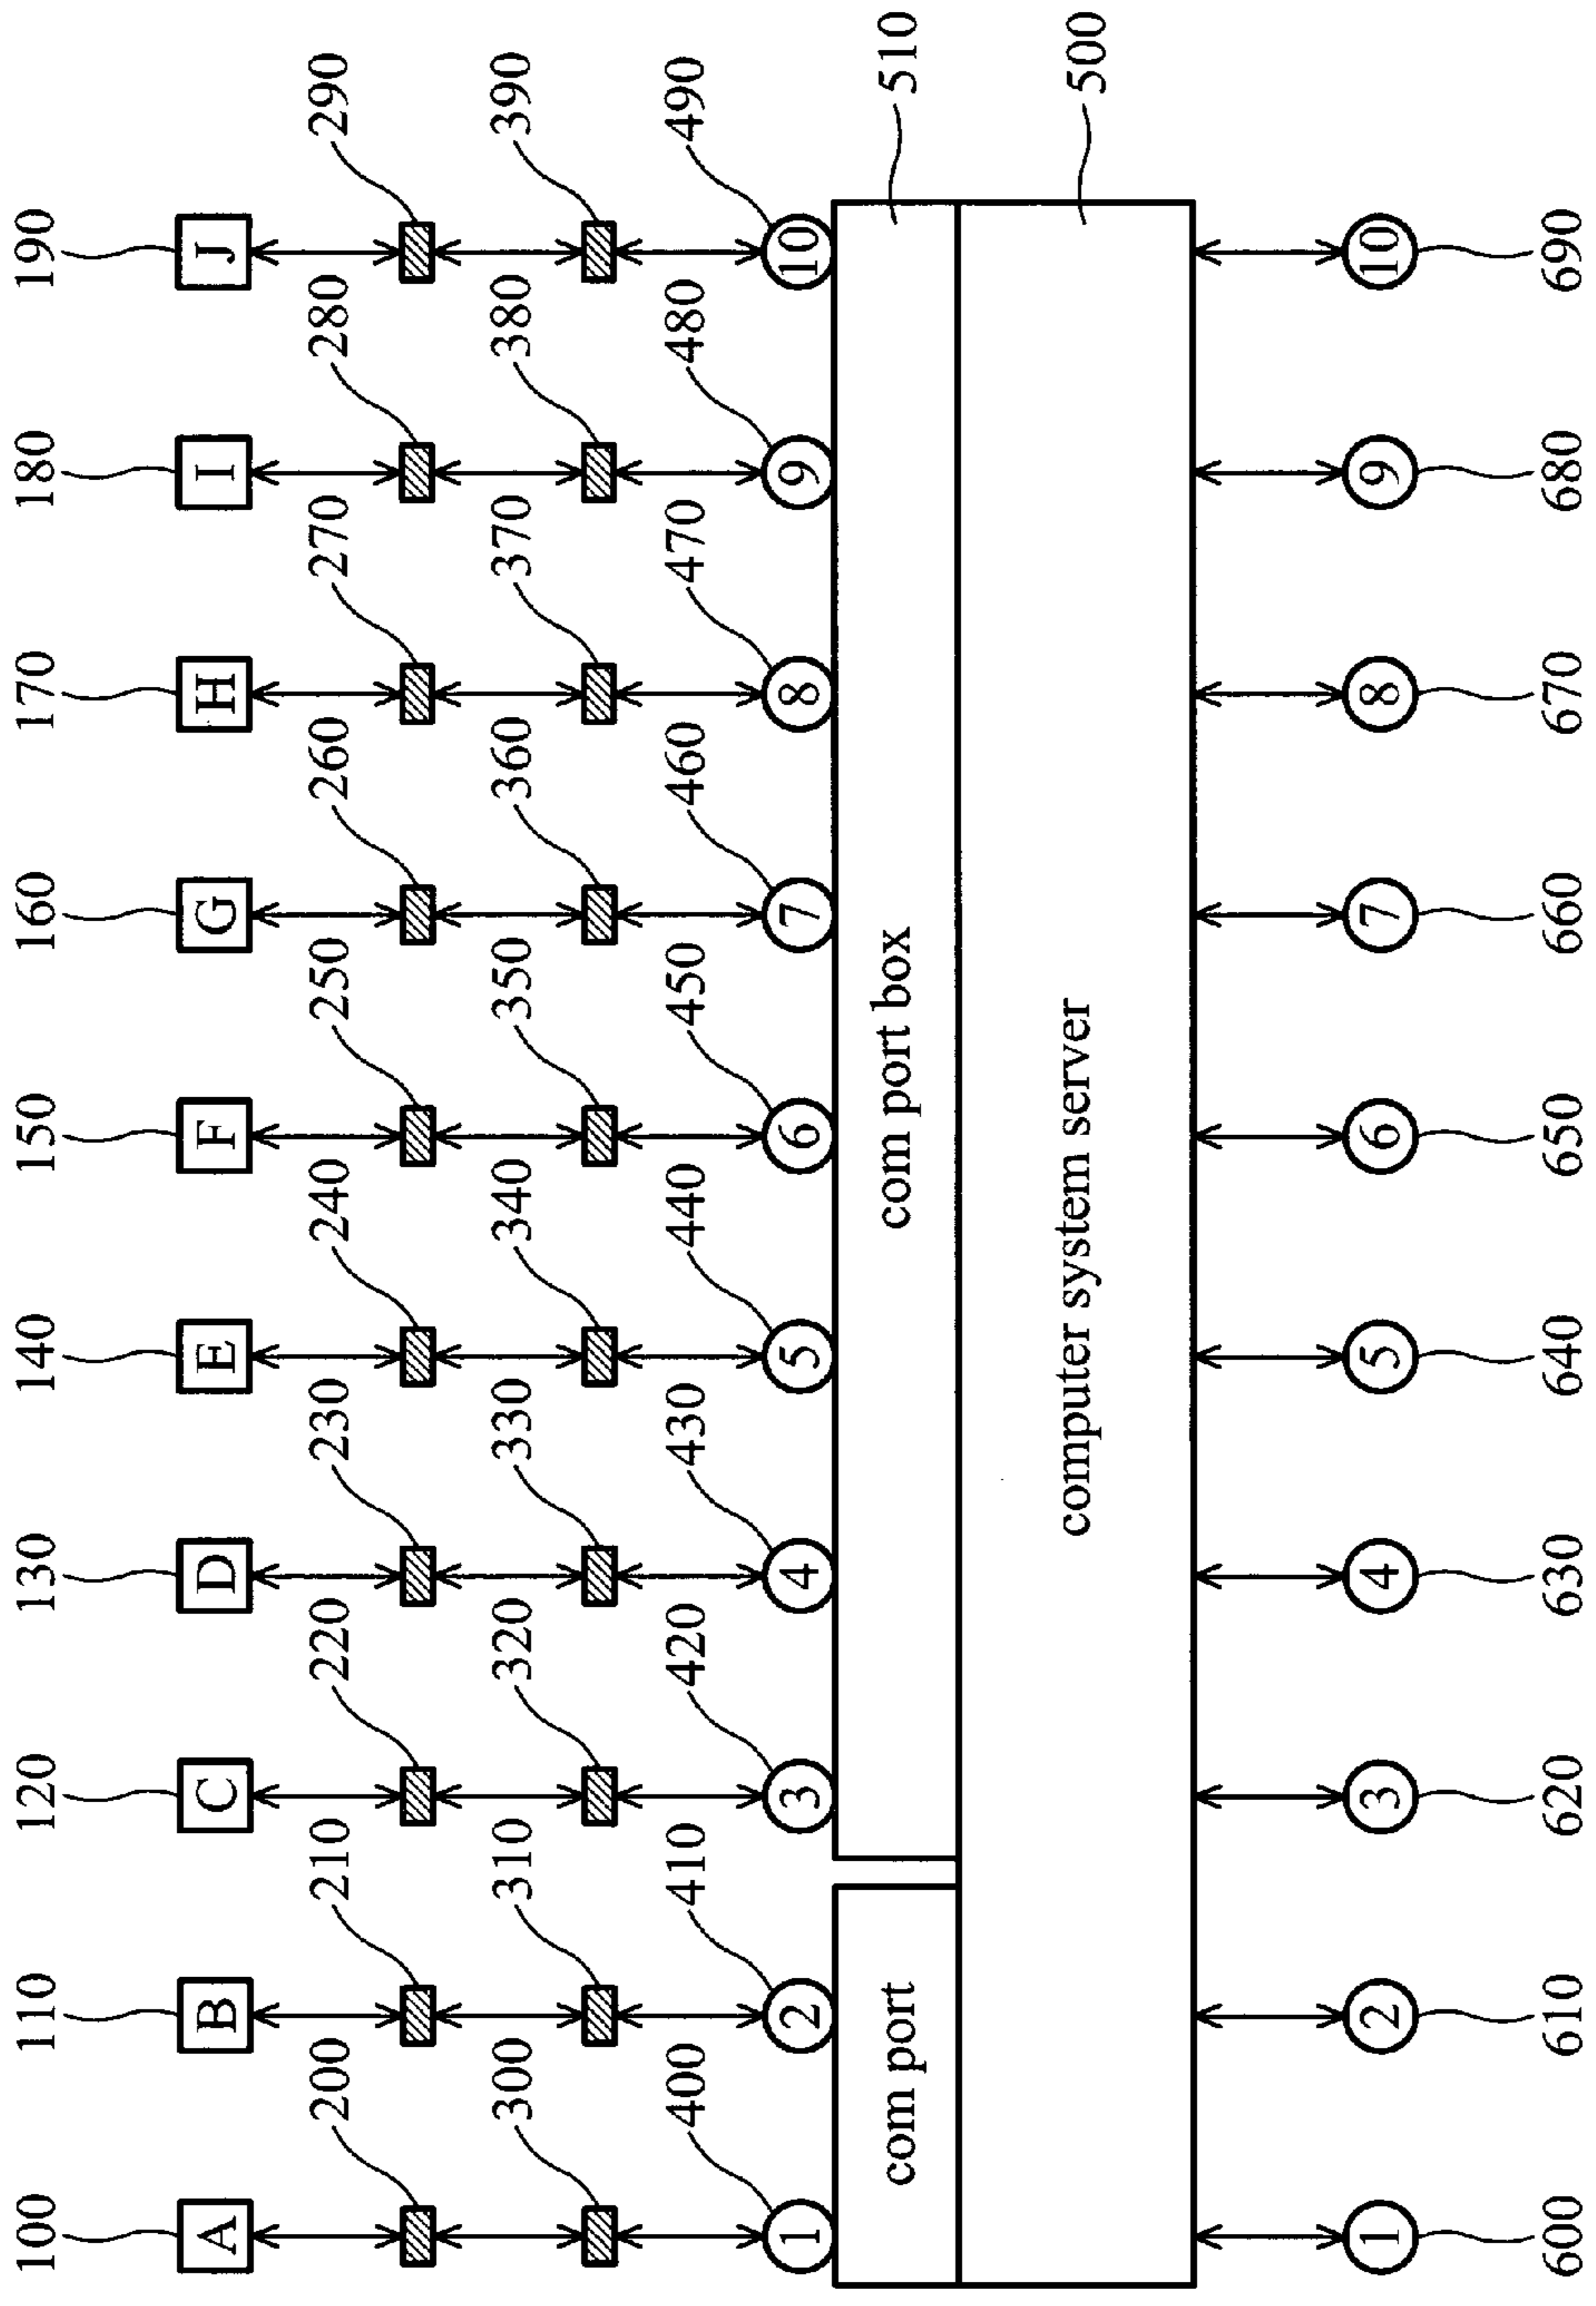 100 110 120 130 140 150 160 170 180 190
A B C D E F G H I J
200 210 220 230 240 250 260 270 280 290
300 310 320 330 340 350 360 370 380 390
400 410 420 430 440 450 460 470 480 490
1 2 3 4 5 6 7 8 9 10
com port com port box 510
computer system server 500
1 2 3 4 5 6 7 8 9 10
600 610 620 630 640 650 660 670 680 690